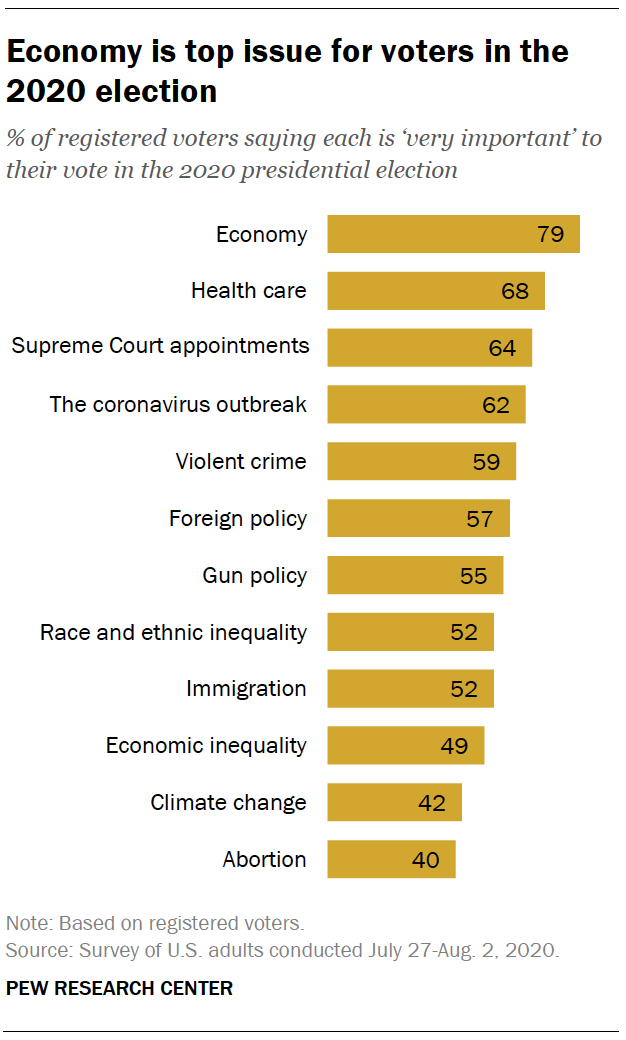 Economy is top issue for voters in the
2020 election
% of registered voters saying each is ‘very important’ to
their vote in the 2020 presidential election
Economy 79
Health care 68
Supreme Court appointments 64
The coronavirus outbreak 62
Violent crime 59
Foreign policy 57
Gun policy 55
Race and ethnic inequality 52
Immigration 52
Economic inequality 49
Climate change 42
Abortion 40
Note: Based on registered voters.
Source: Survey of U.S. adults conducted July 27-Aug. 2, 2020.
PEW RESEARCH CENTER